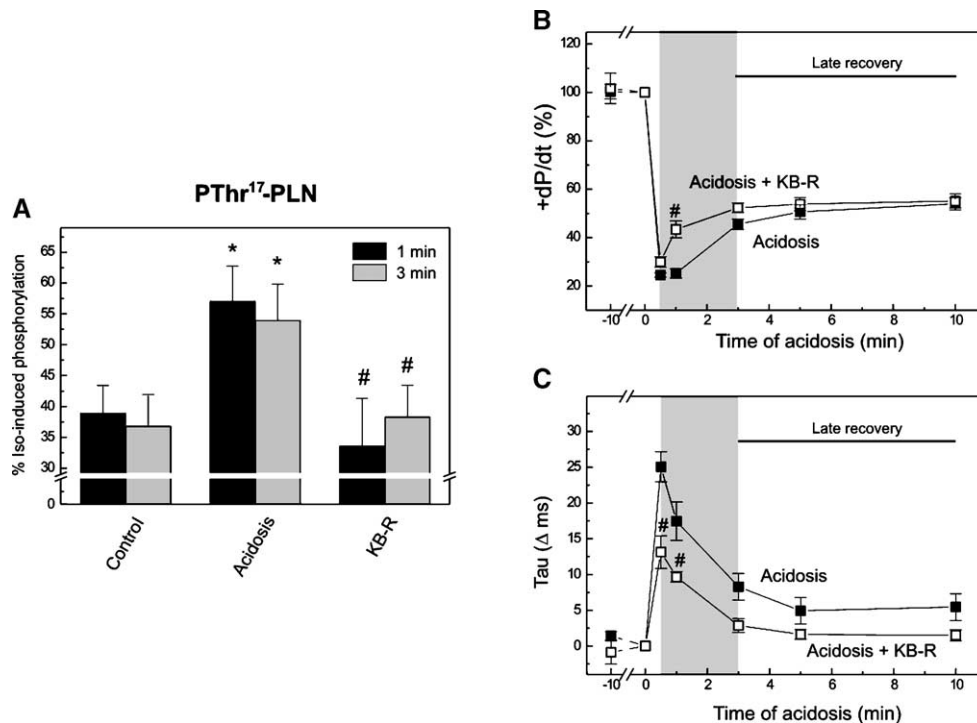 A
PThr¹⁷-PLN
% Iso-induced phosphorylation
65
60
55
50
45
40
35
30
0
*
*
#
#
1 min
3 min
Control
Acidosis
KB-R
B
+dP/dt (%)
120
100
80
60
40
20
Late recovery
Acidosis + KB-R
#
Acidosis
-10
0
2
4
6
8
10
Time of acidosis (min)
C
Tau (Δ ms)
30
25
20
15
10
5
0
Late recovery
#
#
Acidosis
Acidosis + KB-R
-10
0
2
4
6
8
10
Time of acidosis (min)